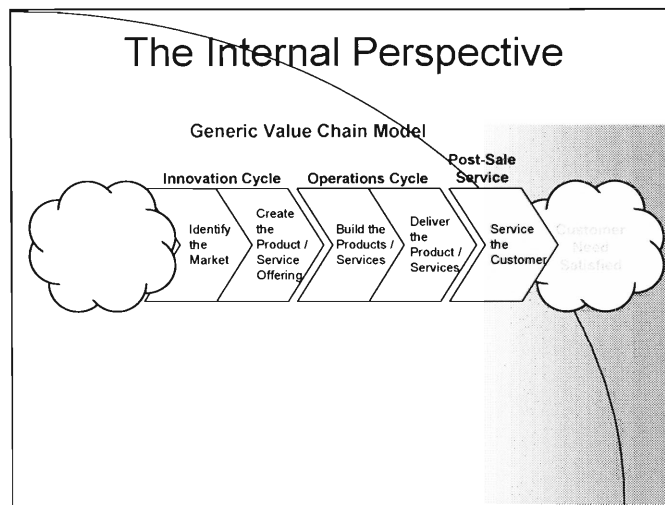 The Internal Perspective
Generic Value Chain Model
Innovation Cycle
Operations Cycle
Post-Sale
Service
Identify
the
Market
Create
the
Product /
Service
Offering
Build the
Products /
Services
Deliver
the
Product /
Services
Service
the
Customer
Customer
Need
Satisfied